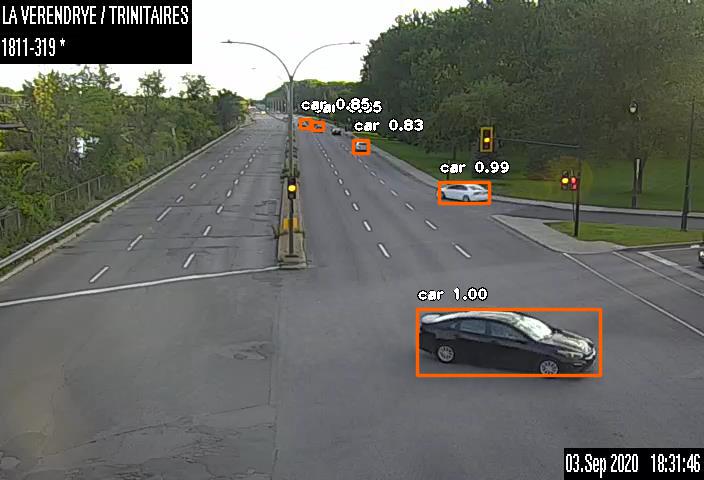 LA VERENDRYE / TRINITAIRES
1811-319 *
car 0.85
car 0.83
car 0.99
car 1.00
03.Sep 2020 18:31:46